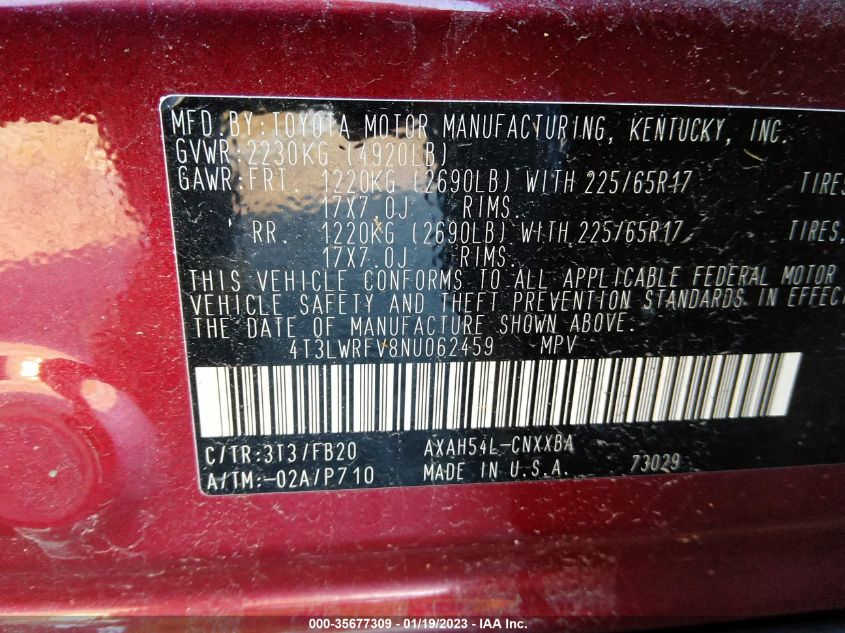 MFD.BY:TOYOTA MOTOR MANUFACTURING, KENTUCKY, INC.
GVWR:2230KG (4920LB)
GAWR:FRT. 1220KG (2690LB) WITH 225/65R17 TIRES
17X7.0J RIMS.
RR. 1220KG (2690LB) WITH 225/65R17 TIRES,
17X7.0J RIMS.
THIS VEHICLE CONFORMS TO ALL APPLICABLE FEDERAL MOTOR
VEHICLE SAFETY AND THEFT PREVENTION STANDARDS IN EFFECT
THE DATE OF MANUFACTURE SHOWN ABOVE.
4T3LWRFV8NU062459 MPV
C/TR:3T3/FB20 AXAH54L-CNXXBA
A/TM:-02A/P710 MADE IN U.S.A. 73029
000-35677309 - 01/19/2023 - IAA Inc.